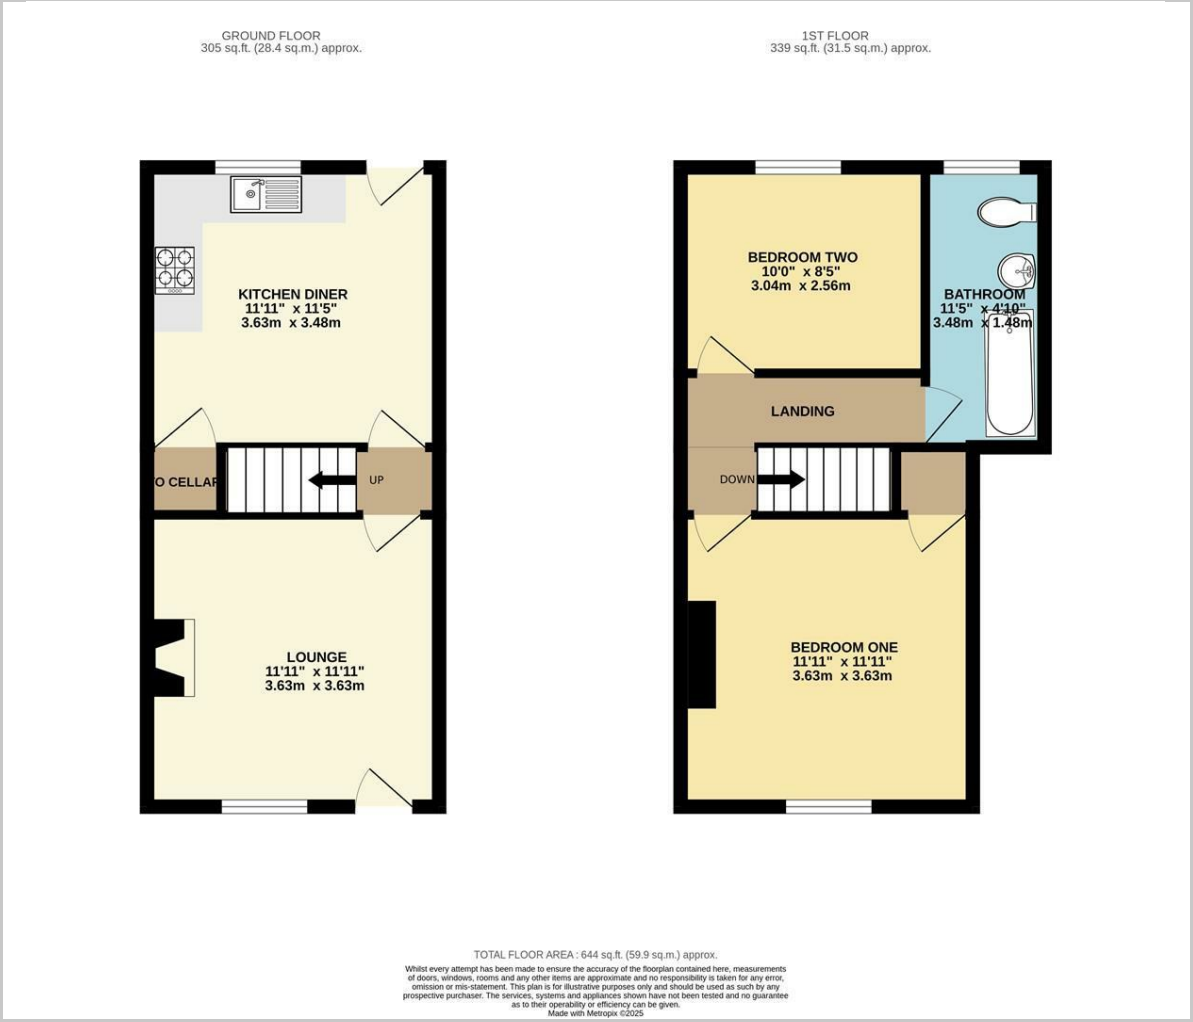 GROUND FLOOR
305 sq.ft. (28.4 sq.m.) approx.
1ST FLOOR
339 sq.ft. (31.5 sq.m.) approx.
KITCHEN DINER
11'11" x 11'5"
3.63m x 3.48m
O CELLAR
UP
LOUNGE
11'11" x 11'11"
3.63m x 3.63m
BEDROOM TWO
10'0" x 8'5"
3.04m x 2.56m
BATHROOM
11'5" x 4'10"
3.48m x 1.48m
LANDING
DOWN
BEDROOM ONE
11'11" x 11'11"
3.63m x 3.63m
TOTAL FLOOR AREA : 644 sq.ft. (59.9 sq.m.) approx.
Whilst every attempt has been made to ensure the accuracy of the floorplan contained here, measurements
of doors, windows, rooms and any other items are approximate and no responsibility is taken for any error,
omission or mis-statement. This plan is for illustrative purposes only and should be used as such by any
prospective purchaser. The services, systems and appliances shown have not been tested and no guarantee
as to their operability or efficiency can be given.
Made with Metropix ©2025